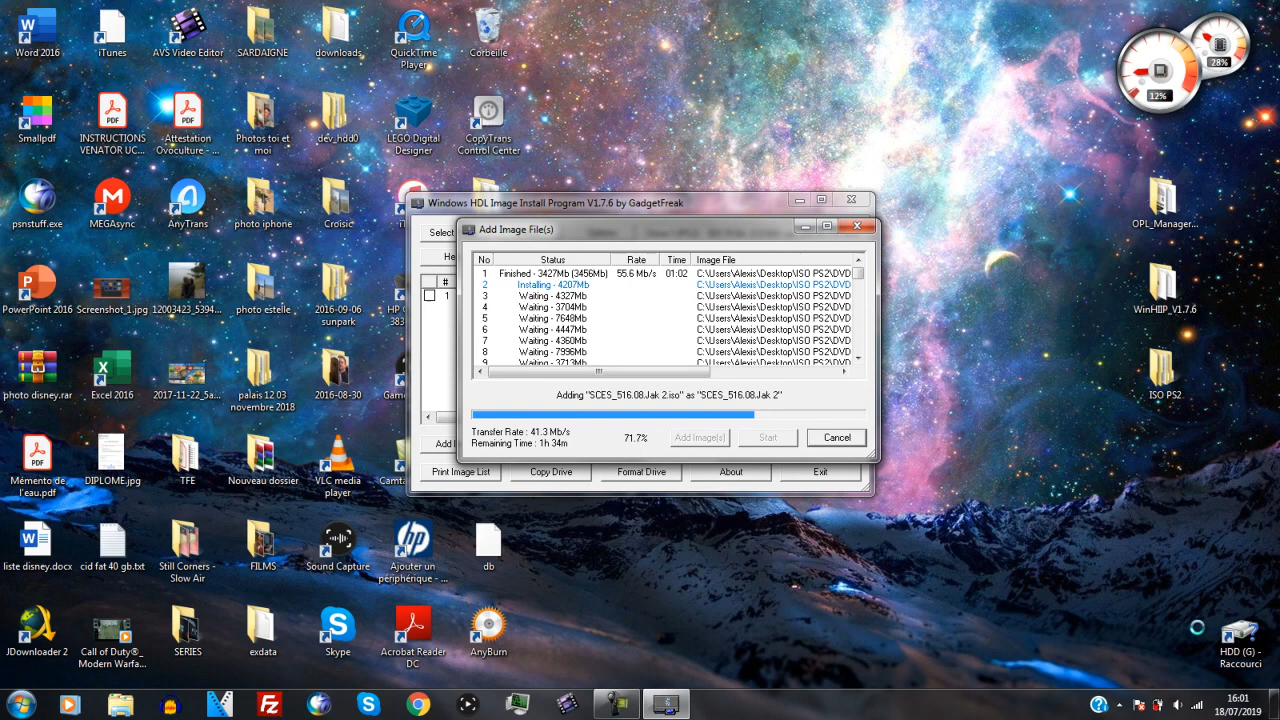 Word 2016
iTunes
AVS Video Editor
SARDAIGNE
downloads
QuickTime Player
Corbeille
28%
12%
Smallpdf
INSTRUCTIONS VENATOR UC...
Attestation Ovoculture - ...
Photos toi et moi
dev_hdd0
LEGO Digital Designer
CopyTrans Control Center
psnstuff.exe
MEGAsync
AnyTrans
photo iphone
Croisic
OPL_Manager...
PowerPoint 2016
Screenshot_1.jpg
12003423_5394...
photo estelle
2016-09-06 sunpark
WinHIIP_V1.7.6
photo disney.rar
Excel 2016
2017-11-22_5a...
palais 12 03 novembre 2018
2016-08-30
ISO PS2
Mémento de l'eau.pdf
DIPLOME.jpg
TFE
Nouveau dossier
VLC media player
Windows HDL Image Install Program V1.7.6 by GadgetFreak
Select
#
1
Add Image File(s)
No Status Rate Time Image File
1 Finished - 3427Mb (3456Mb) 55.6 Mb/s 01:02 C:\Users\Alexis\Desktop\ISO PS2\DVD
2 Installing - 4207Mb C:\Users\Alexis\Desktop\ISO PS2\DVD
3 Waiting - 4327Mb C:\Users\Alexis\Desktop\ISO PS2\DVD
4 Waiting - 3704Mb C:\Users\Alexis\Desktop\ISO PS2\DVD
5 Waiting - 7648Mb C:\Users\Alexis\Desktop\ISO PS2\DVD
6 Waiting - 4447Mb C:\Users\Alexis\Desktop\ISO PS2\DVD
7 Waiting - 4360Mb C:\Users\Alexis\Desktop\ISO PS2\DVD
8 Waiting - 7996Mb C:\Users\Alexis\Desktop\ISO PS2\DVD
9 Waiting - 3713Mb C:\Users\Alexis\Desktop\ISO PS2\DVD
Adding "SCES_516.08.Jak 2.iso" as "SCES_516.08.Jak 2"
Transfer Rate : 41.3 Mb/s
Remaining Time : 1h 34m
71.7%
Add Image(s)
Start
Cancel
Print Image List
Copy Drive
Format Drive
About
Exit
liste disney.docx
cid fat 40 gb.txt
Still Corners - Slow Air
FILMS
Sound Capture
Ajouter un périphérique - ...
db
JDownloader 2
Call of Duty®_ Modern Warfa...
SERIES
exdata
Skype
Acrobat Reader DC
AnyBurn
HDD (G) - Raccourci
16:01
18/07/2019